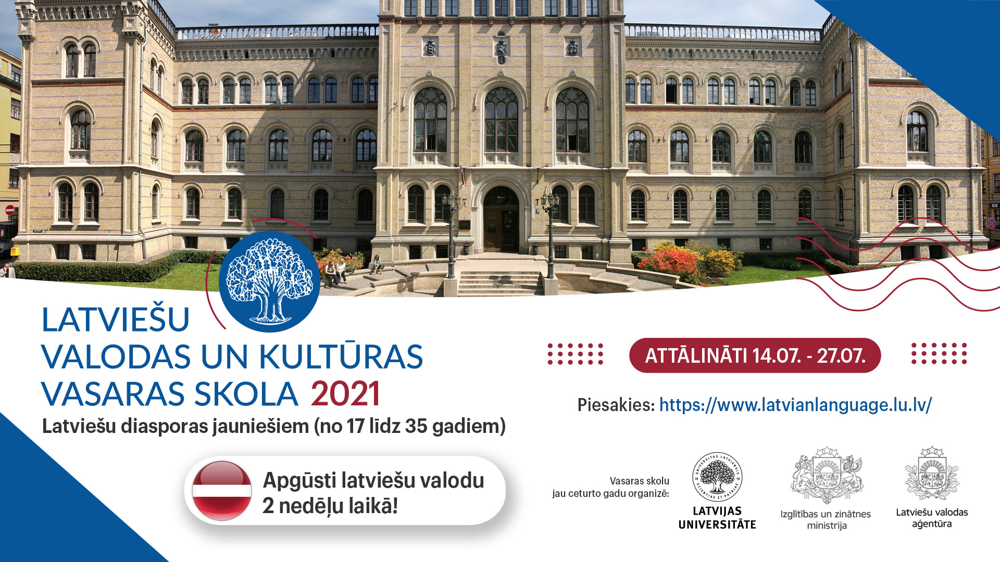 LATVIEŠU
VALODAS UN KULTŪRAS
VASARAS SKOLA 2021
Latviešu diasporas jauniešiem (no 17 līdz 35 gadiem)
Apgūsti latviešu valodu
2 nedēļu laikā!
ATTĀLINĀTI 14.07. - 27.07.
Piesakies: https://www.latvianlanguage.lu.lv/
Vasaras skolu
jau ceturto gadu organizē:
UNIVERSITAS LATVIENSIS
19 19
SCIENTIAE ET PATRIAE
LATVIJAS
UNIVERSITĀTE
Izglītības un zinātnes
ministrija
Latviešu valodas
aģentūra